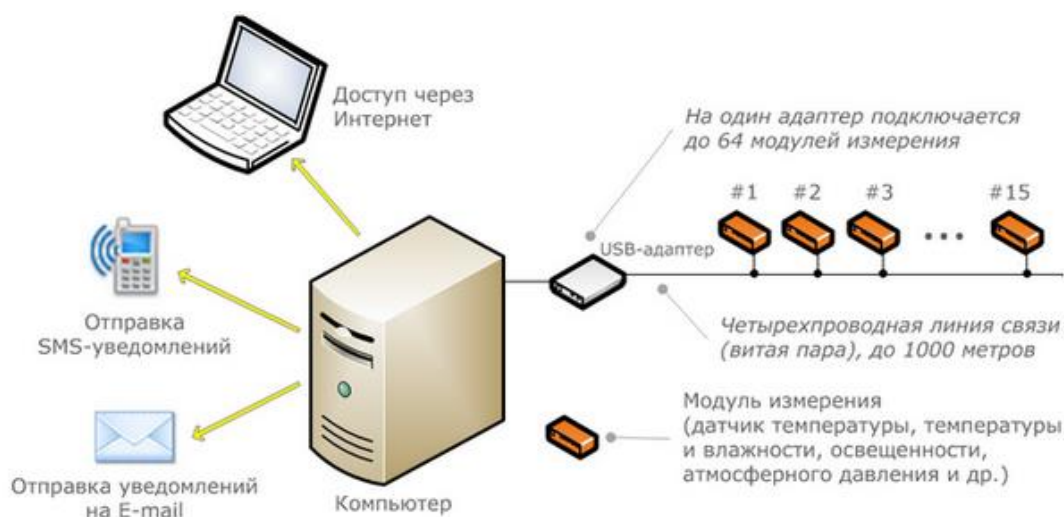 Доступ через
Интернет
На один адаптер подключается
до 64 модулей измерения
#1 #2 #3 #15
USB-адаптер
Отправка
SMS-уведомлений
Четырехпроводная линия связи
(витая пара), до 1000 метров
Модуль измерения
(датчик температуры, температуры
и влажности, освещенности,
атмосферного давления и др.)
Отправка уведомлений
на E-mail
Компьютер